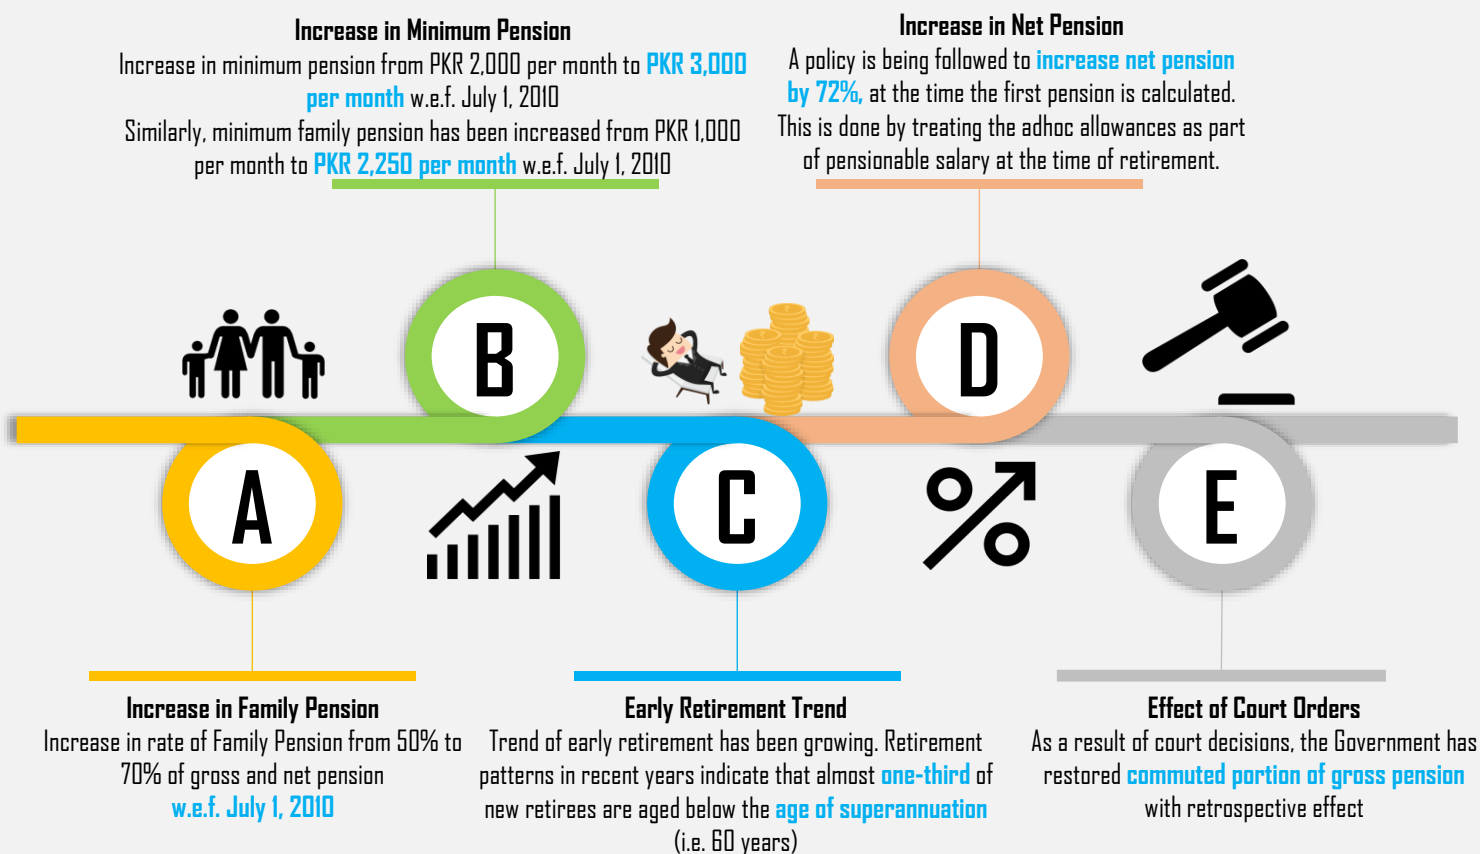 Increase in Minimum Pension
Increase in minimum pension from PKR 2,000 per month to PKR 3,000
per month w.e.f. July 1, 2010
Similarly, minimum family pension has been increased from PKR 1,000
per month to PKR 2,250 per month w.e.f. July 1, 2010
Increase in Net Pension
A policy is being followed to increase net pension
by 72%, at the time the first pension is calculated.
This is done by treating the adhoc allowances as part
of pensionable salary at the time of retirement.
B
D
A
C
E
Increase in Family Pension
Increase in rate of Family Pension from 50% to
70% of gross and net pension
w.e.f. July 1, 2010
Early Retirement Trend
Trend of early retirement has been growing. Retirement
patterns in recent years indicate that almost one-third of
new retirees are aged below the age of superannuation
(i.e. 60 years)
Effect of Court Orders
As a result of court decisions, the Government has
restored commuted portion of gross pension
with retrospective effect